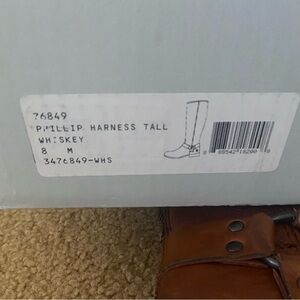 76849
PHILLIP HARNESS TALL
WHISKEY
8 M
3476849-WHS